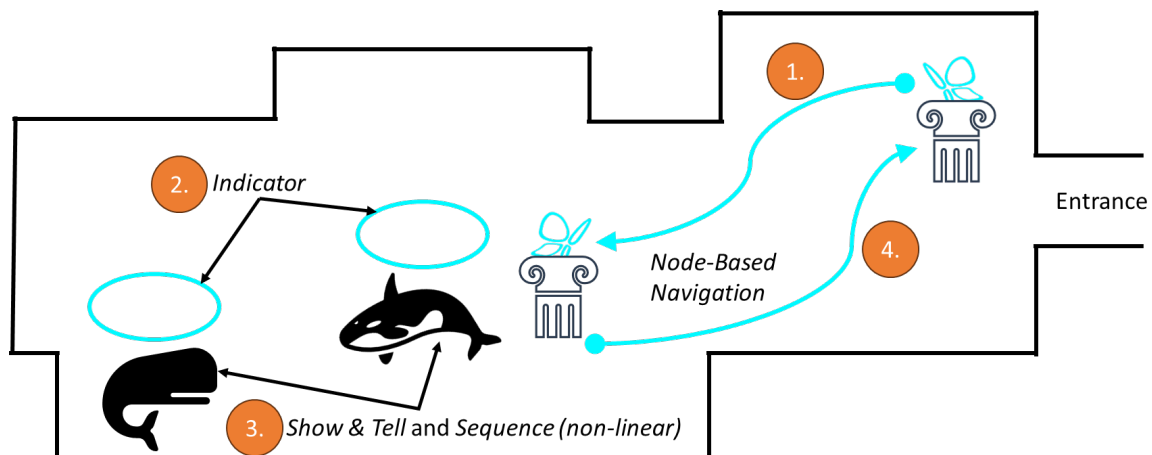 1.
2.
Indicator
Entrance
4.
Node-Based
Navigation
3.
Show & Tell and Sequence (non-linear)